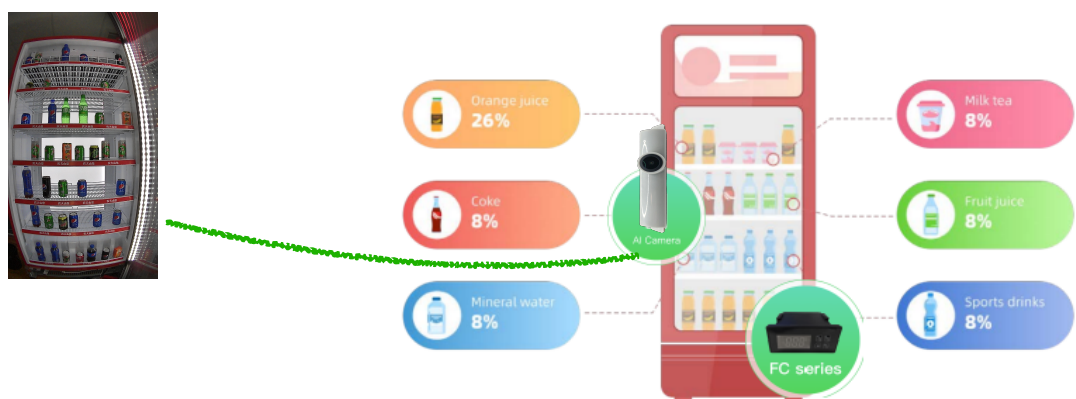 Orange juice
26%
Milk tea
8%
Coke
8%
AI Camera
Fruit juice
8%
Mineral water
8%
Sports drinks
8%
FC series